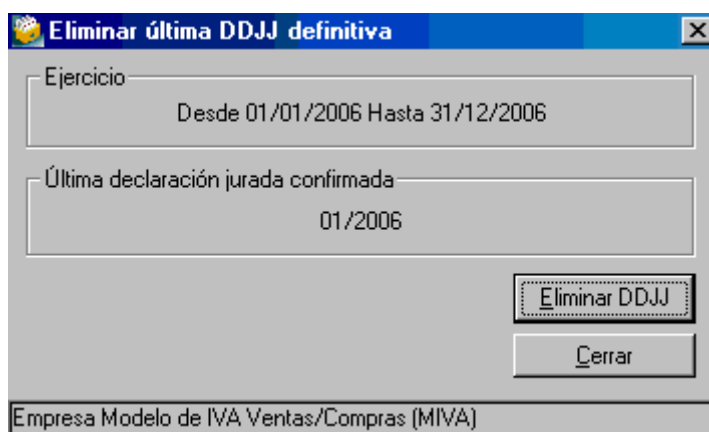 Eliminar última DDJJ definitiva
Ejercicio
Desde 01/01/2006 Hasta 31/12/2006
Última declaración jurada confirmada
01/2006
Eliminar DDJJ
Cerrar
Empresa Modelo de IVA Ventas/Compras (MIVA)